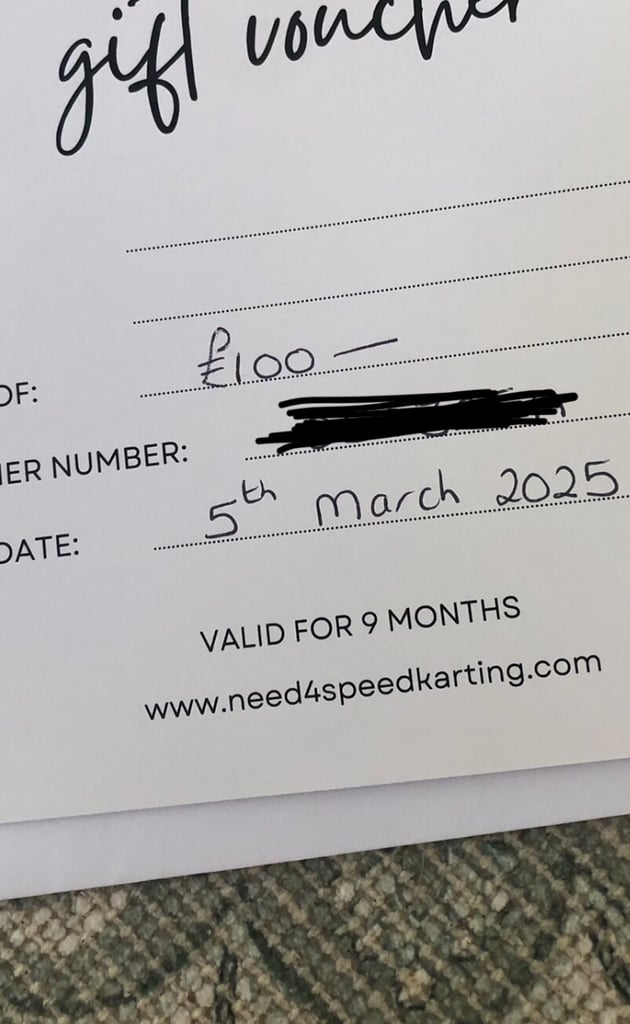 gift voucher
OF:
£100 —
ER NUMBER:
DATE:
5th March 2025
VALID FOR 9 MONTHS
www.need4speedkarting.com